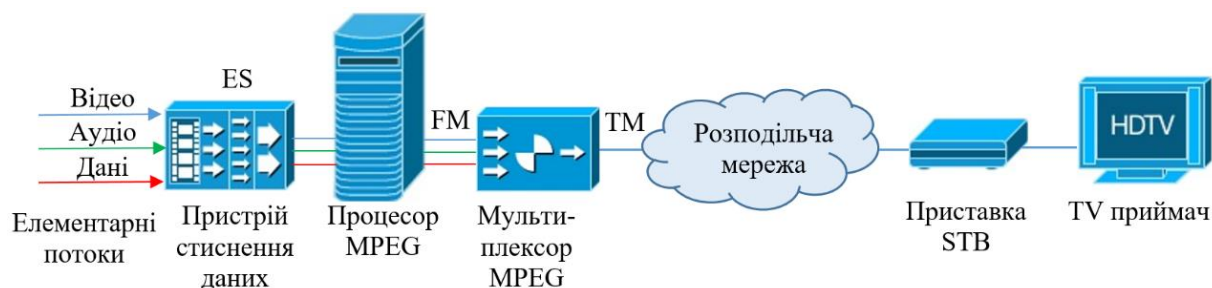 Відео
Аудіо
Дані
Елементарні
потоки
ES
Пристрій
стиснення
даних
Процесор
MPEG
FM
Мульти-
плексор
MPEG
TM
Розподільча
мережа
Приставка
STB
HDTV
TV приймач